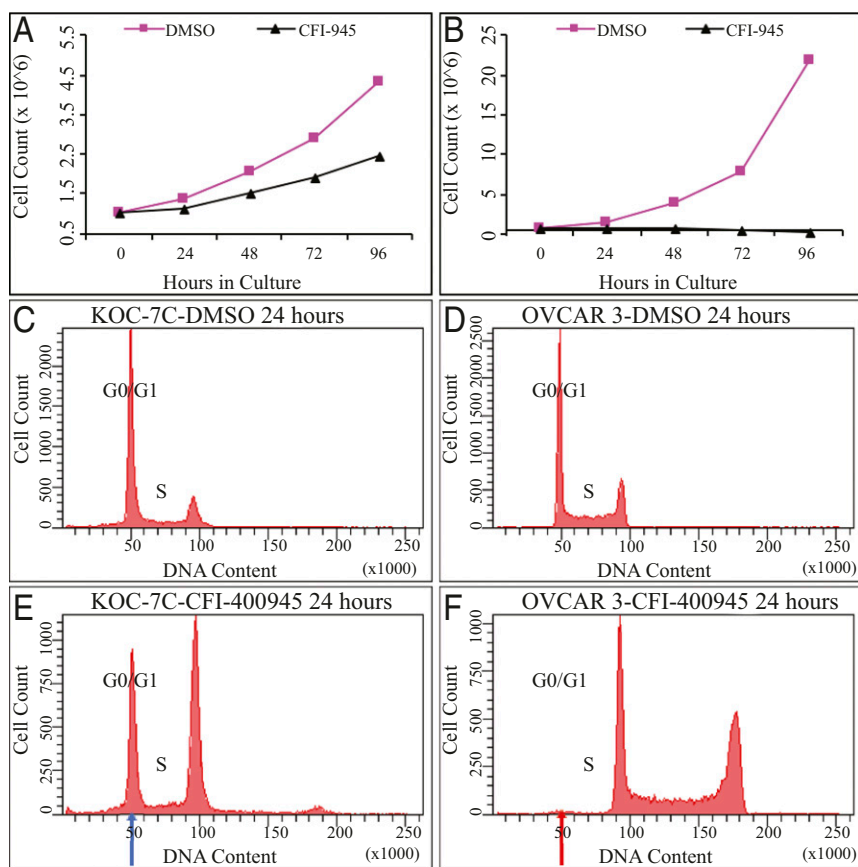 A
DMSO
CFI-945
Cell Count (x 10^6)
5.5
4.5
3.5
2.5
1.5
0.5
0 24 48 72 96
Hours in Culture
B
DMSO
CFI-945
Cell Count (x 10^6)
25
20
15
10
5
0
0 24 48 72 96
Hours in Culture
C
KOC-7C-DMSO 24 hours
Cell Count
2000
1500
1000
500
0
G0/G1
S
50 100 150 200 250
DNA Content
(x1000)
D
OVCAR 3-DMSO 24 hours
Cell Count
2500
2000
1500
1000
500
0
G0/G1
S
50 100 150 200 250
DNA Content
(x1000)
E
KOC-7C-CFI-400945 24 hours
Cell Count
1000
750
500
250
0
G0/G1
S
50 100 150 200 250
DNA Content
(x1000)
F
OVCAR 3-CFI-400945 24 hours
Cell Count
1000
750
500
250
0
G0/G1
S
50 100 150 200 250
DNA Content
(x1000)